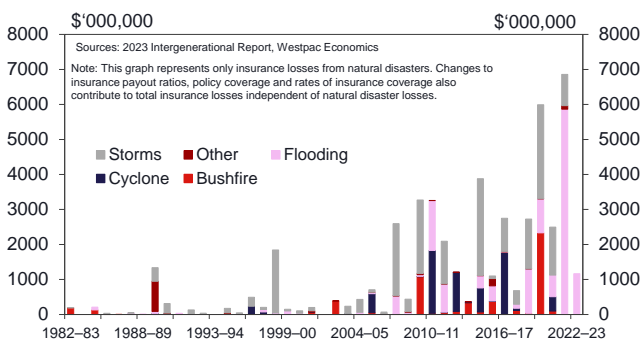 $‘000,000 $‘000,000
Sources: 2023 Intergenerational Report, Westpac Economics
Note: This graph represents only insurance losses from natural disasters. Changes to
insurance payout ratios, policy coverage and rates of insurance coverage also
contribute to total insurance losses independent of natural disaster losses.
8000 8000
7000 7000
6000 6000
5000 5000
4000 4000
3000 3000
2000 2000
1000 1000
0 0
Storms Other Flooding
Cyclone Bushfire
1982–83 1988–89 1993–94 1999–00 2004–05 2010–11 2016–17 2022–23